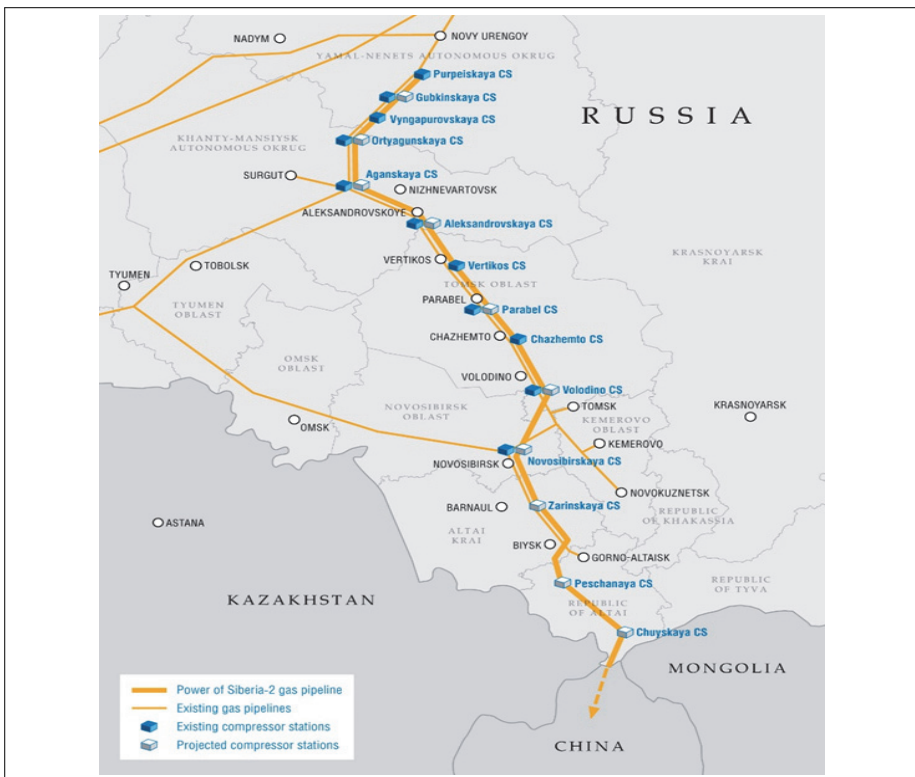 NADYM
NOVY URENGOY
YAMAL-NENETS AUTONOMOUS OKRUG
Purpeiskaya CS
Gubkinskaya CS
Vyngapurovskaya CS
RUSSIA
KHANTY-MANSIYSK
AUTONOMOUS OKRUG
Ortyagunskaya CS
SURGUT
Aganskaya CS
NIZHNEVARTOVSK
ALEKSANDROVSKOYE
Aleksandrovskaya CS
KRASNOYARSK
KRAI
VERTIKOS
Vertikos CS
TOBOLSK
TYUMEN
TOMSK OBLAST
TYUMEN
OBLAST
PARABEL
Parabel CS
CHAZHEMTO
Chazhemto CS
OMSK
OBLAST
VOLODINO
Volodino CS
NOVOSIBIRSK
OBLAST
TOMSK
KEMEROVO
OBLAST
KRASNOYARSK
OMSK
KEMEROVO
NOVOSIBIRSK
Novosibirskaya CS
NOVOKUZNETSK
BARNAUL
Zarinskaya CS
REPUBLIC
OF KHAKASSIA
ASTANA
ALTAI
KRAI
BIYSK
GORNO-ALTAISK
Peschanaya CS
REPUBLIC
OF TYVA
KAZAKHSTAN
REPUBLIC
OF ALTAI
Chuyskaya CS
MONGOLIA
Power of Siberia-2 gas pipeline
Existing gas pipelines
Existing compressor stations
Projected compressor stations
CHINA